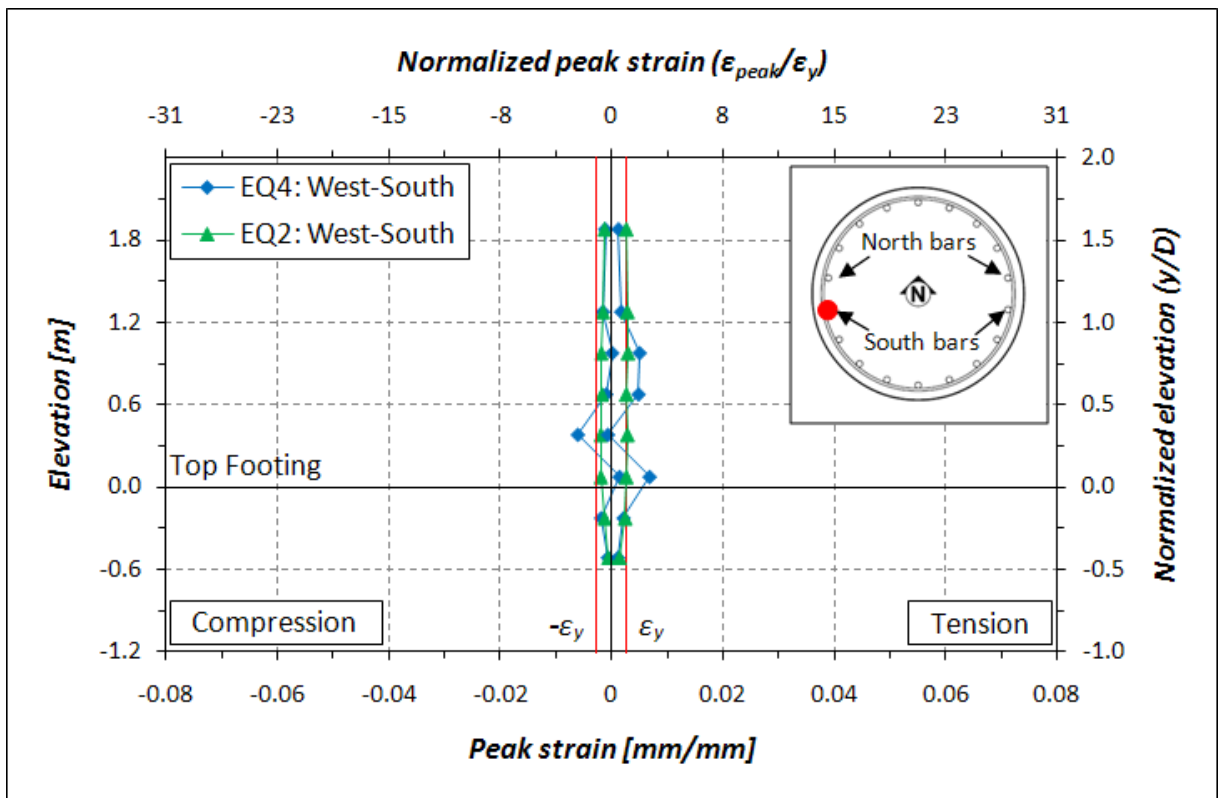 Normalized peak strain (εpeak/εy)
-31 -23 -15 -8 0 8 15 23 31
EQ4: West-South
EQ2: West-South
North bars
N
South bars
Elevation [m]
1.8
1.2
0.6
0.0
-0.6
-1.2
Top Footing
Normalized elevation (y/D)
2.0
1.5
1.0
0.5
0.0
-0.5
-1.0
Compression
-εy
εy
Tension
-0.08 -0.06 -0.04 -0.02 0 0.02 0.04 0.06 0.08
Peak strain [mm/mm]